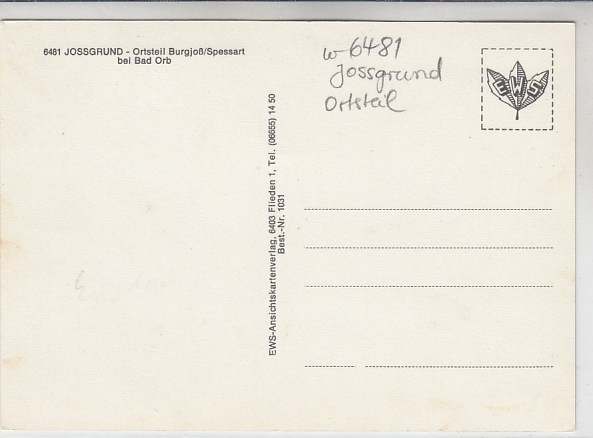 6481 JOSSGRUND - Ortsteil Burgjoß/Spessart
bei Bad Orb
w-6481
Jossgrund
Ortsteil
EWS
EWS-Ansichtskartenverlag, 6403 Flieden 1, Tel. (06655) 14 50
Best.-Nr. 1031